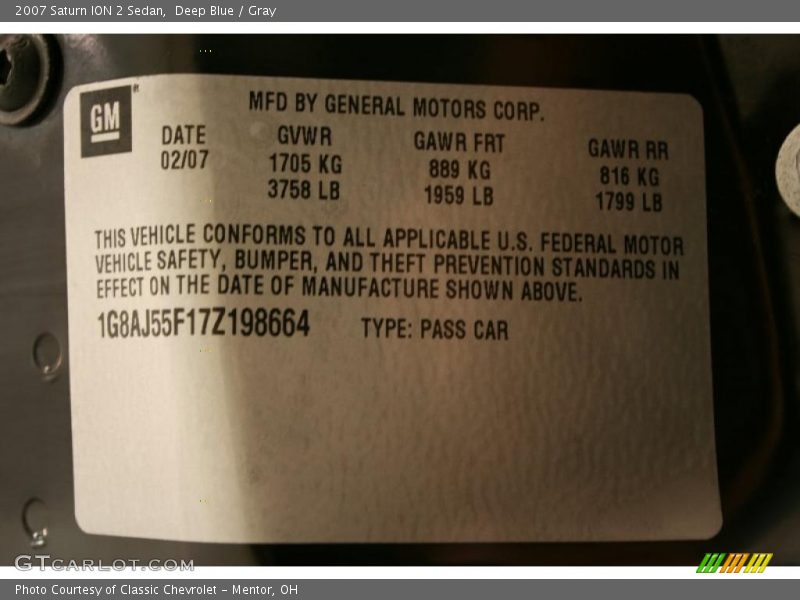 2007 Saturn ION 2 Sedan,  Deep Blue / Gray
GM
MFD BY GENERAL MOTORS CORP.
DATE GVWR GAWR FRT GAWR RR
02/07 1705 KG 889 KG 816 KG
3758 LB 1959 LB 1799 LB
THIS VEHICLE CONFORMS TO ALL APPLICABLE U.S. FEDERAL MOTOR
VEHICLE SAFETY, BUMPER, AND THEFT PREVENTION STANDARDS IN
EFFECT ON THE DATE OF MANUFACTURE SHOWN ABOVE.
1G8AJ55F17Z198664 TYPE: PASS CAR
GTCARLOT.COM
Photo Courtesy of Classic Chevrolet - Mentor, OH